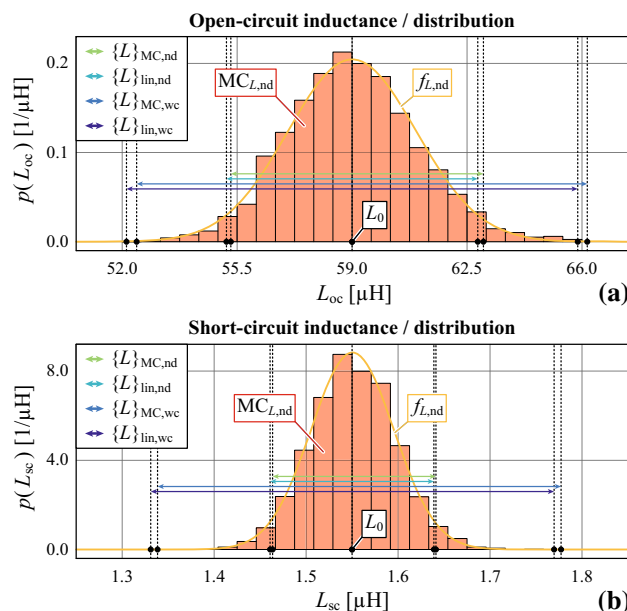 Open-circuit inductance / distribution
{L}MC,nd
{L}lin,nd
{L}MC,wc
{L}lin,wc
MCL,nd
fL,nd
L0
p(Loc) [1/µH]
0.2
0.1
0.0
52.0 55.5 59.0 62.5 66.0
Loc [µH]
(a)
Short-circuit inductance / distribution
{L}MC,nd
{L}lin,nd
{L}MC,wc
{L}lin,wc
MCL,nd
fL,nd
L0
p(Lsc) [1/µH]
8.0
4.0
0.0
1.3 1.4 1.5 1.6 1.7 1.8
Lsc [µH]
(b)